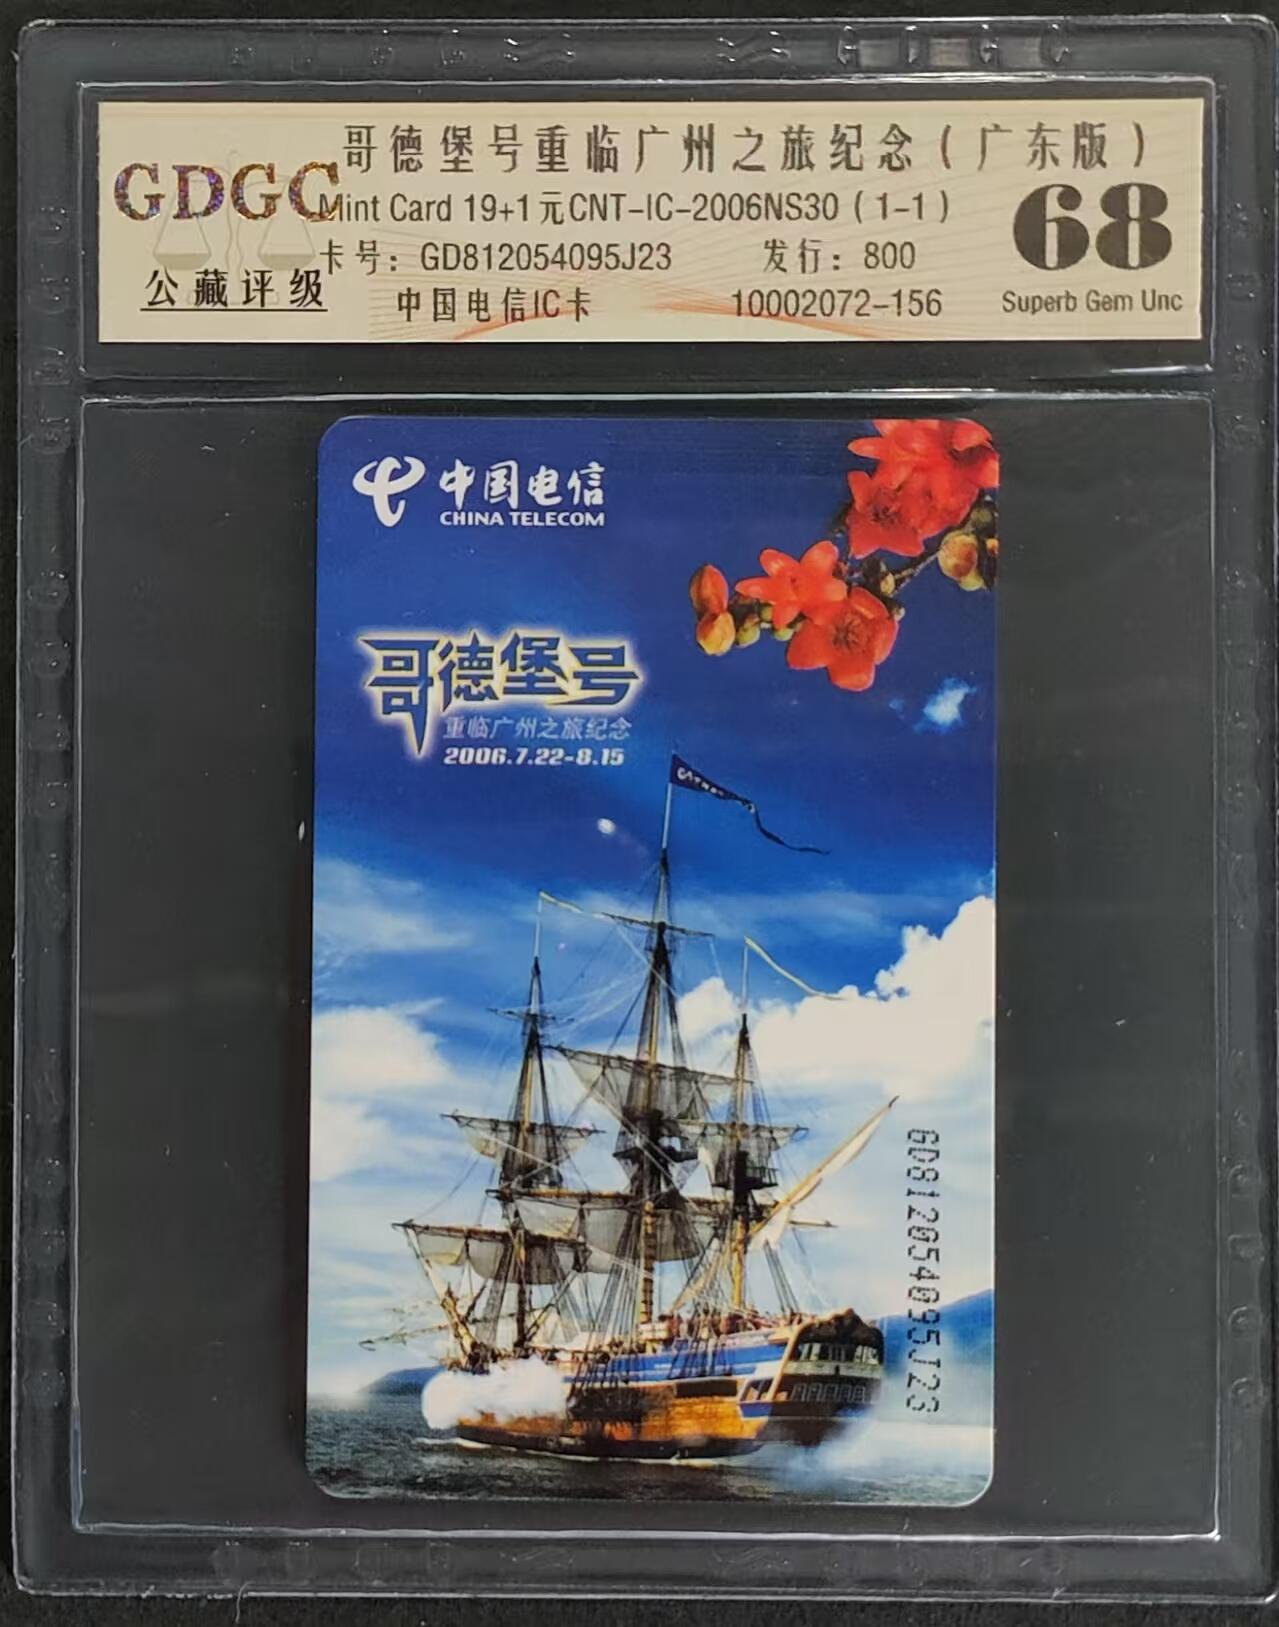 哥德堡号重临广州之旅纪念（广东版）
GDGC
Mint Card 19+1元CNT-IC-2006NS30（1-1）
68
卡号：GD812054095J23 发行：800
公藏评级
中国电信IC卡 10002072-156
Superb Gem Unc
中国电信
CHINA TELECOM
哥德堡号
重临广州之旅纪念
2006.7.22-8.15
GD812054095J23